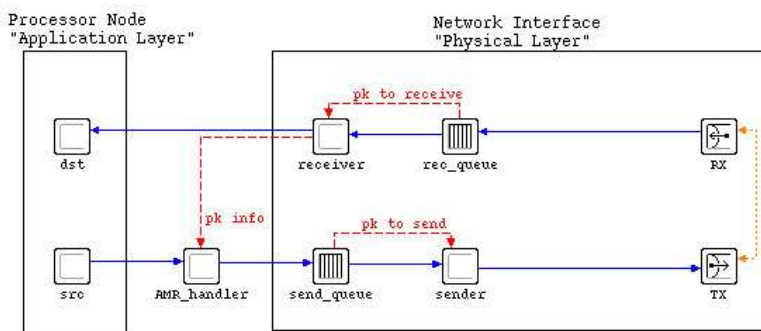 Processor Node
"Application Layer"
Network Interface
"Physical Layer"
pk to receive
dst
receiver
rec_queue
RX
pk info
pk to send
src
AMR_handler
send_queue
sender
TX